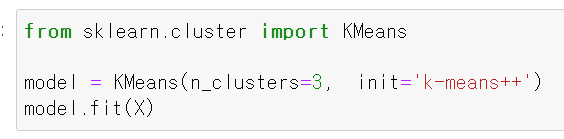 :
from sklearn.cluster import KMeans
model = KMeans(n_clusters=3,  init='k-means++')
model.fit(X)